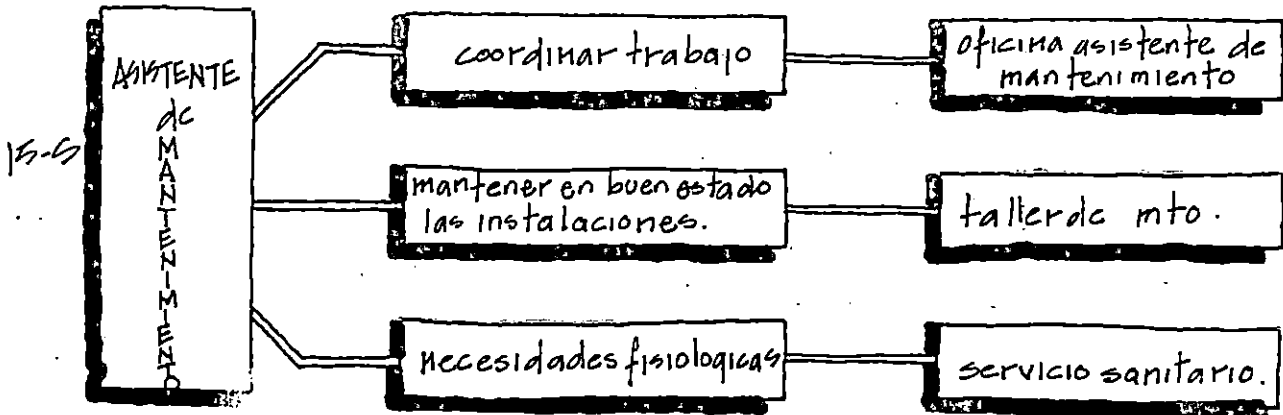 15-5
ASISTENTE
de
MANTENIMIENTO
coordinar trabajo
oficina asistente de
mantenimiento
mantener en buen estado
las instalaciones.
taller de mto.
necesidades fisiologicas
servicio sanitario.